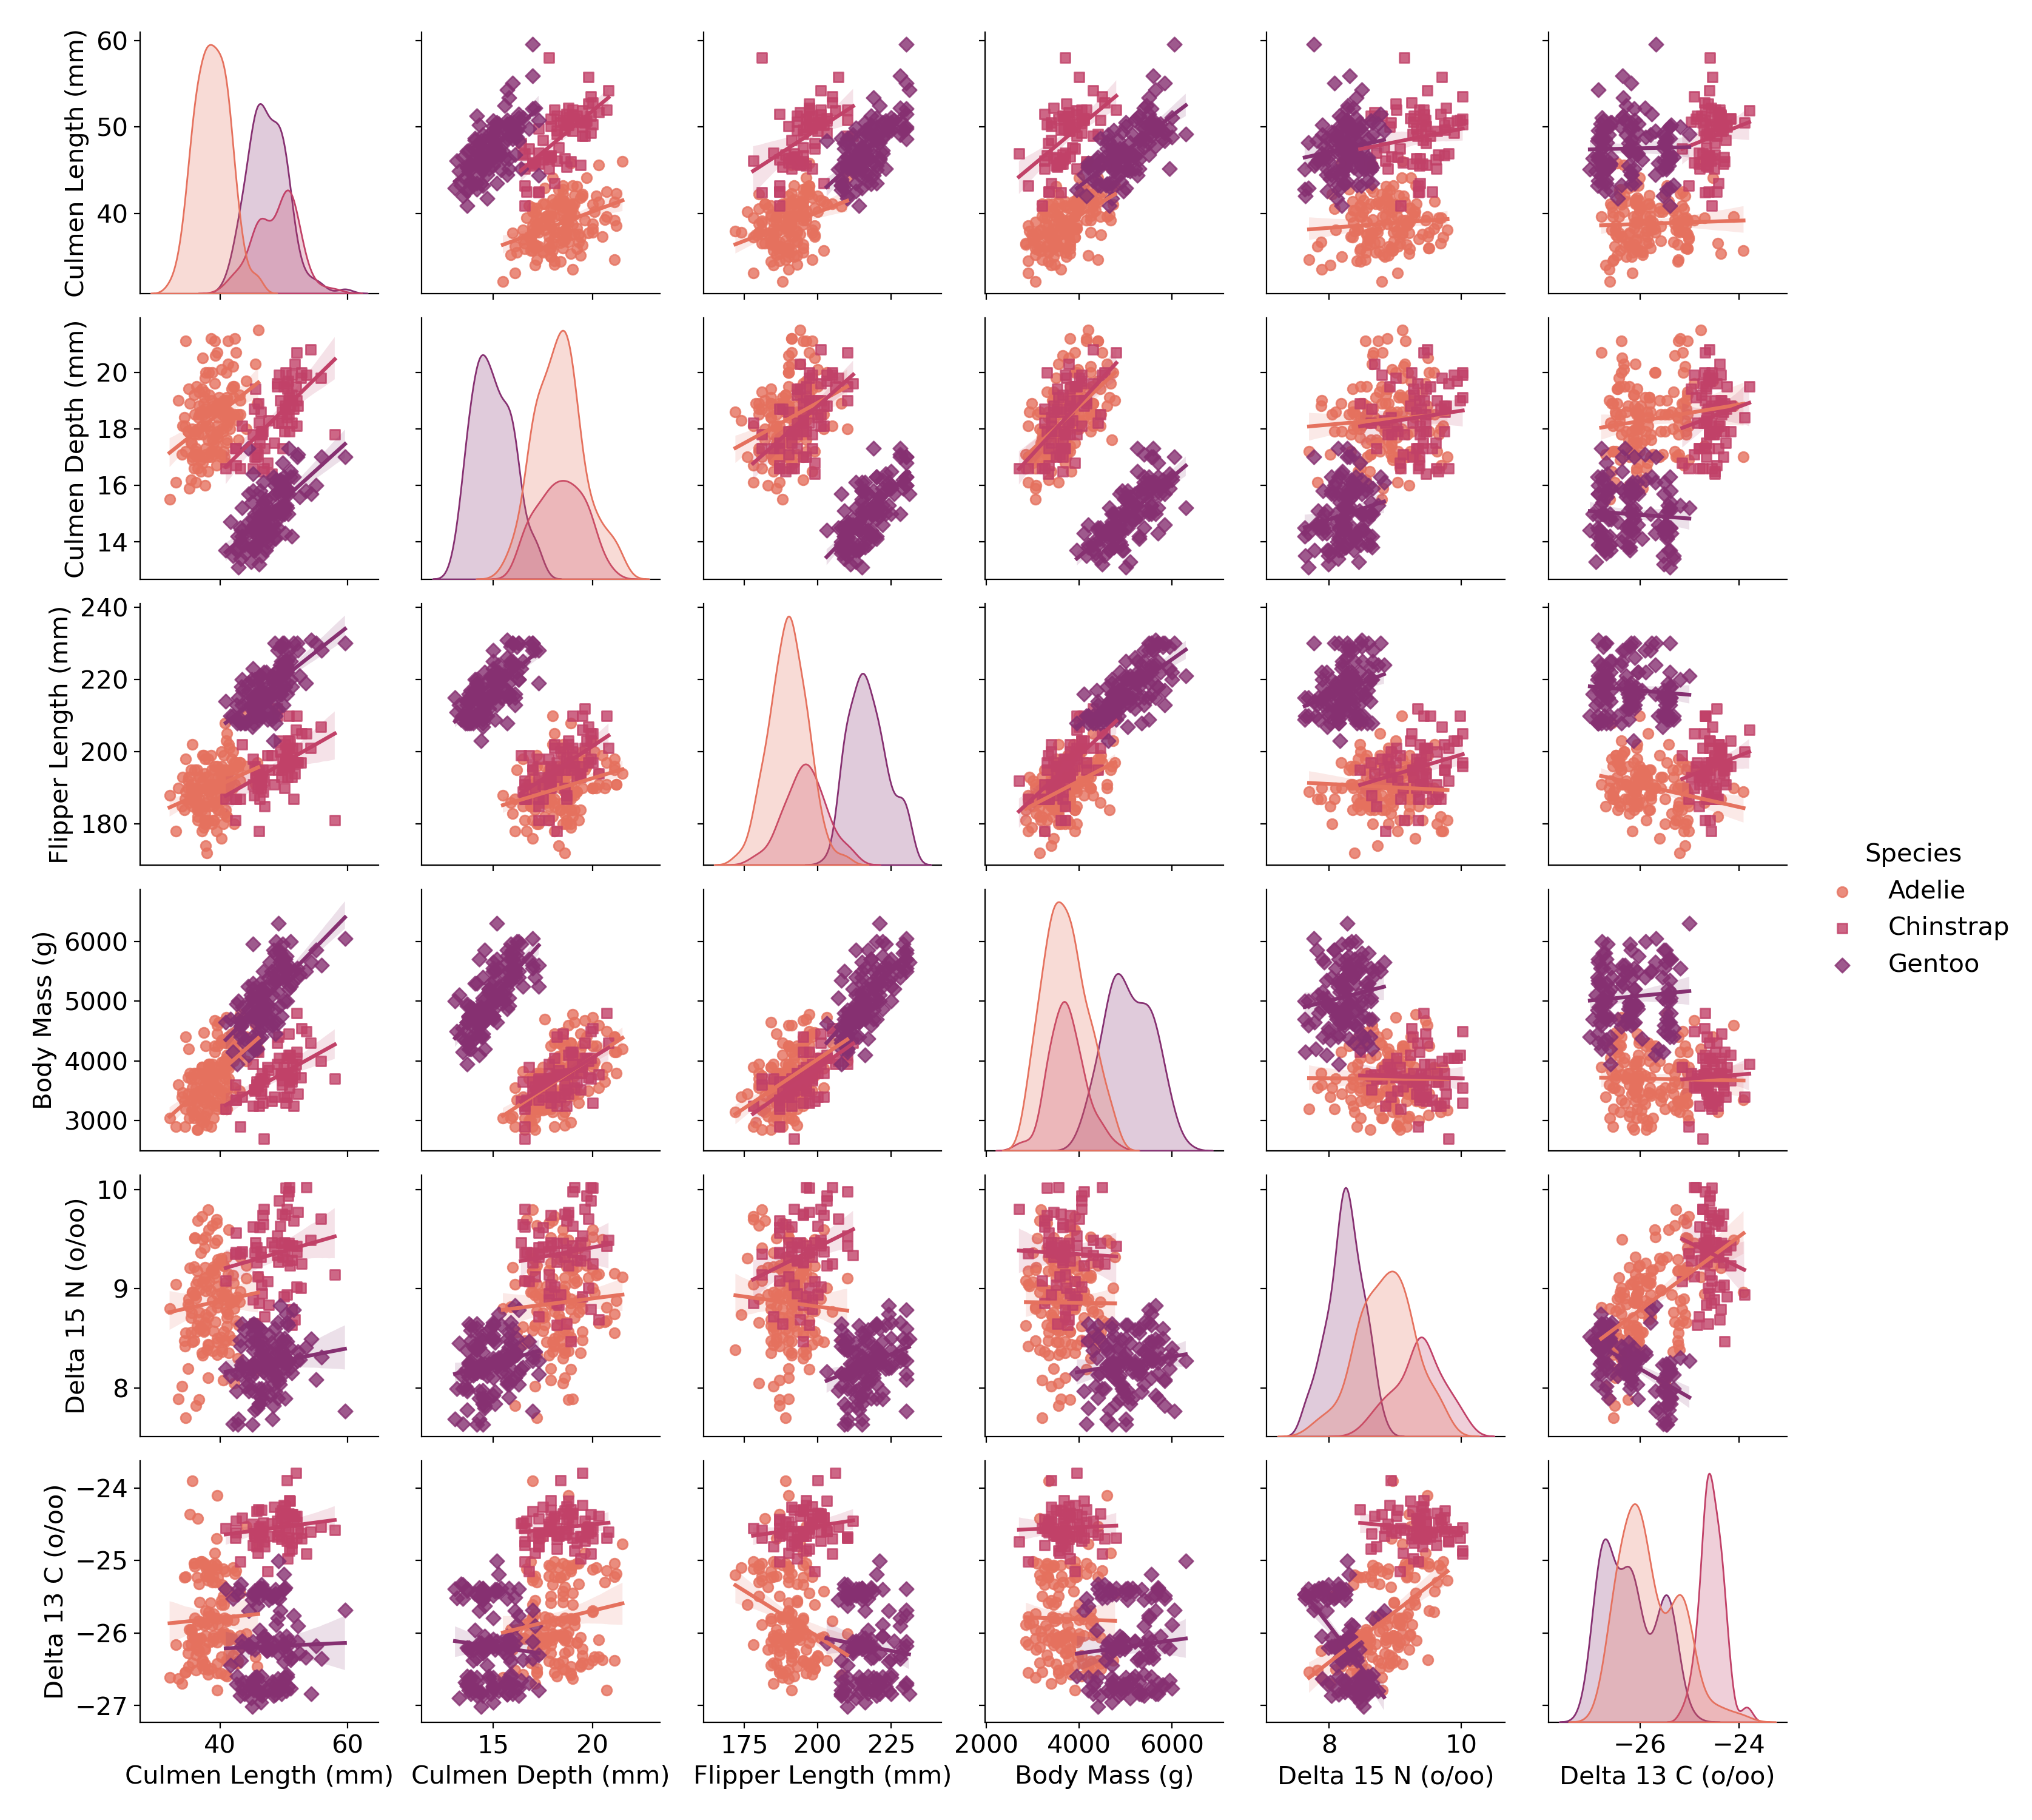 Culmen Length (mm)
60
50
40
Culmen Depth (mm)
20
18
16
14
Flipper Length (mm)
240
220
200
180
Body Mass (g)
6000
5000
4000
3000
Delta 15 N (o/oo)
10
9
8
Delta 13 C (o/oo)
−24
−25
−26
−27
40 60 15 20 175 200 225 2000 4000 6000 8 10 −26 −24
Culmen Length (mm) Culmen Depth (mm) Flipper Length (mm) Body Mass (g) Delta 15 N (o/oo) Delta 13 C (o/oo)
Species
Adelie
Chinstrap
Gentoo